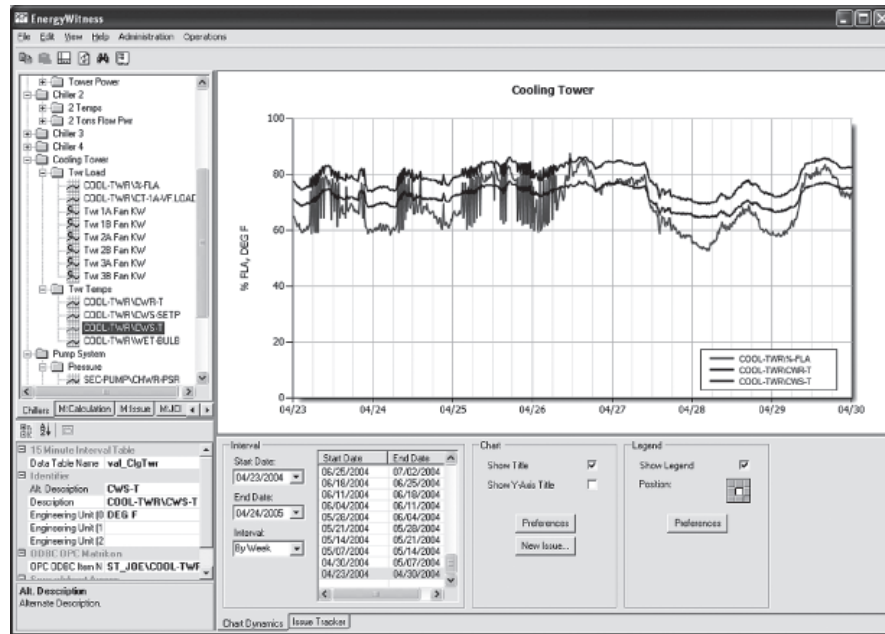 EnergyWitness
File Edit View Help Administration Operations
Tower Power
Chiller 2
2 Temps
2 Tons Flow Pwr
Chiller 3
Chiller 4
Cooling Tower
Twr Load
COOL-TWR\%-FLA
COOL-TWR\CT-1A-VF.LOAD
Twr 1A Fan KW
Twr 1B Fan KW
Twr 2A Fan KW
Twr 2B Fan KW
Twr 3A Fan KW
Twr 3B Fan KW
Twr Temps
COOL-TWR\CWR-T
COOL-TWR\CWS-SETP
COOL-TWR\CWS-T
COOL-TWR\WET-BULB
Pump System
Pressure
SEC-PUMP\CHWR-PSR
Chillers M:Calculation M:Issue M:JCI
Cooling Tower
% FLA, DEG F
100
80
60
40
20
0
04/23 04/24 04/25 04/26 04/27 04/28 04/29 04/30
COOL-TWR\%-FLA
COOL-TWR\CWR-T
COOL-TWR\CWS-T
15 Minute Interval Table
Data Table Name val_ClgTwr
Identifier
Alt. Description CWS-T
Description COOL-TWR\CWS-T
Engineering Unit (0 DEG F
Engineering Unit (1
Engineering Unit (2
ODBC OPC Matrikon
OPC ODBC Item N ST_JOE\COOL-TWR
Alt. Description
Alternate Description.
Interval
Start Date:
04/23/2004
End Date:
04/24/2005
Interval:
By Week
Start Date End Date
06/25/2004 07/02/2004
06/18/2004 06/25/2004
06/11/2004 06/18/2004
06/04/2004 06/11/2004
05/28/2004 06/04/2004
05/21/2004 05/28/2004
05/14/2004 05/21/2004
05/07/2004 05/14/2004
04/30/2004 05/07/2004
04/23/2004 04/30/2004
Chart
Show Title
Show Y-Axis Title
Preferences
New Issue...
Legend
Show Legend
Position:
Preferences
Chart Dynamics Issue Tracker